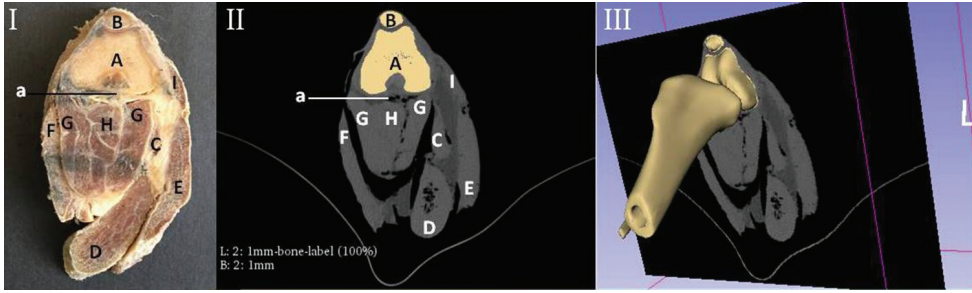 I
B
A
a
I
F
G
H
G
C
E
D
II
B
A
I
a
G
G
H
F
C
E
D
L: 2: 1mm-bone-label (100%)
B: 2: 1mm
III
L